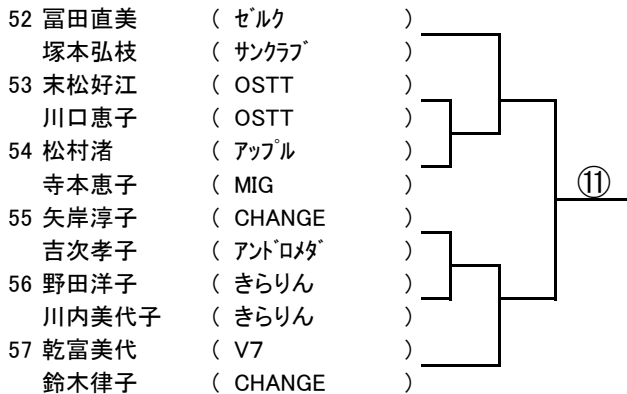 52 冨田直美 ( ｾﾞﾙｸ )
塚本弘枝 ( ｻﾝｸﾗﾌﾞ )
53 末松好江 ( OSTT )
川口恵子 ( OSTT )
54 松村渚 ( ｱｯﾌﾟﾙ )
寺本恵子 ( MIG )
⑪
55 矢岸淳子 ( CHANGE )
吉次孝子 ( ｱﾝﾄﾞﾛﾒﾀﾞ )
56 野田洋子 ( きらりん )
川内美代子 ( きらりん )
57 乾富美代 ( V7 )
鈴木律子 ( CHANGE )